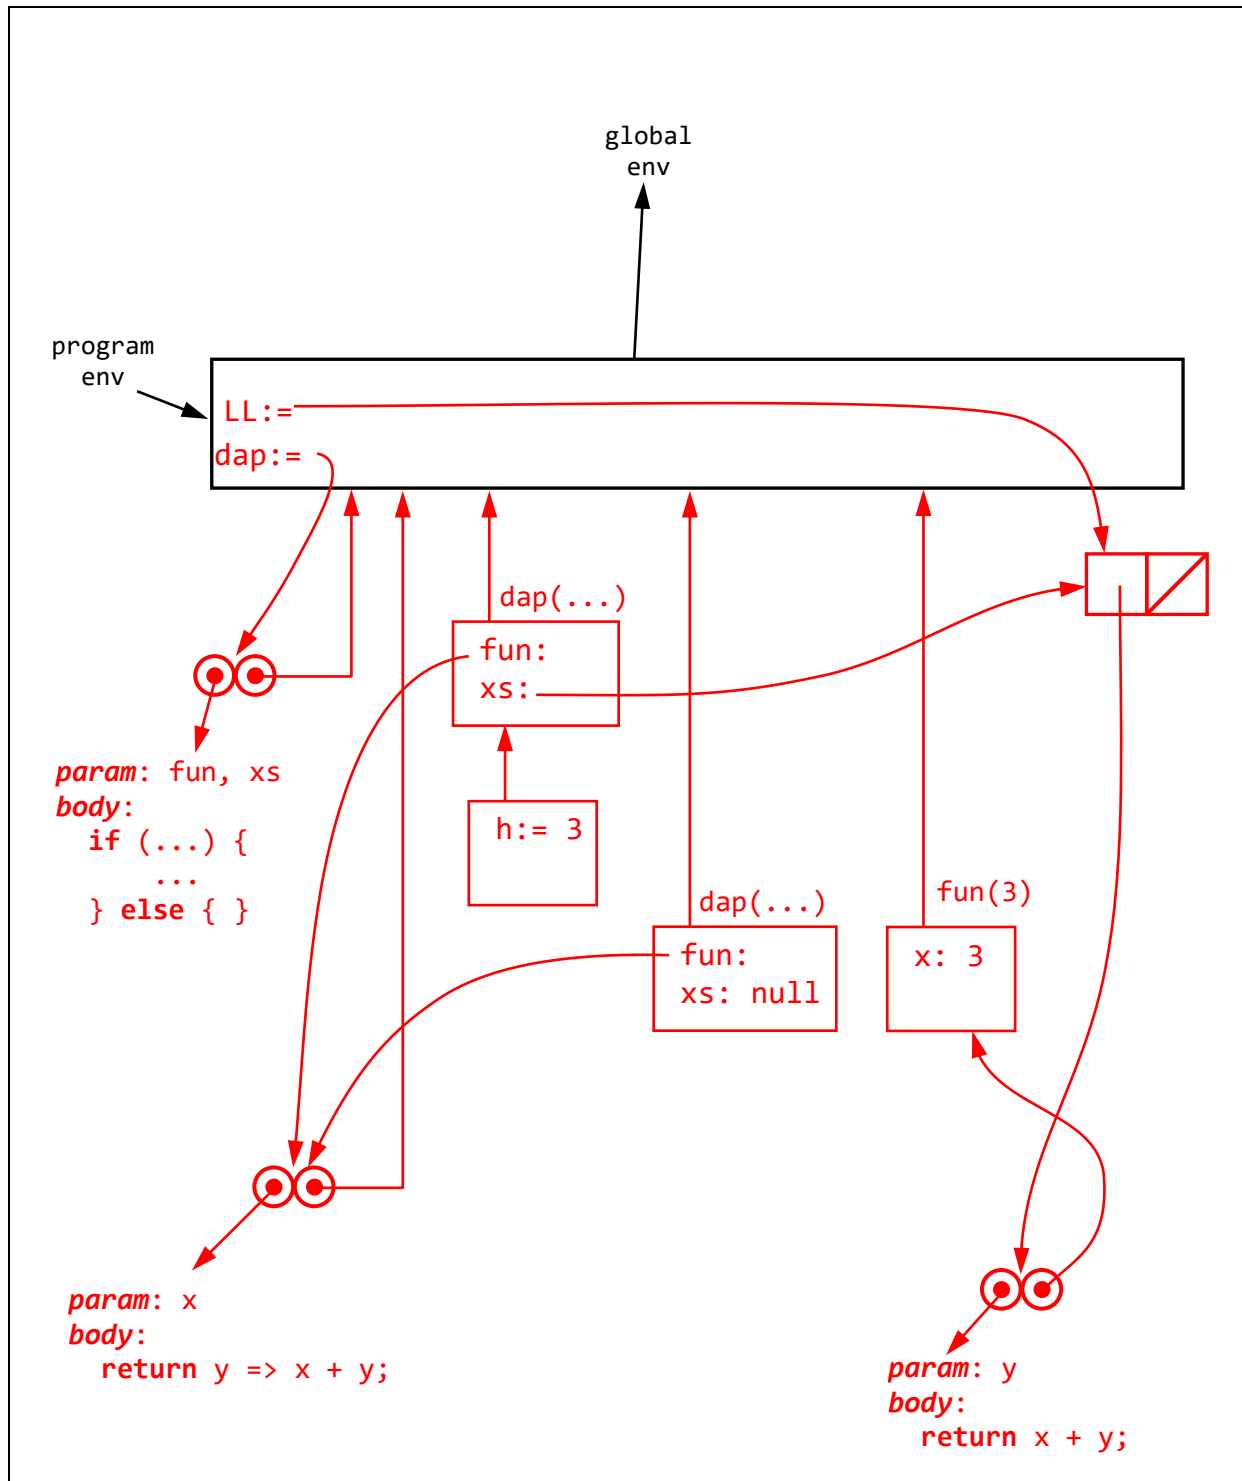 global
env
program
env
LL:=
dap:=
dap(...)
fun:
xs:
param: fun, xs
body:
if (...) {
...
} else { }
h:= 3
dap(...)
fun:
xs: null
fun(3)
x: 3
param: x
body:
return y => x + y;
param: y
body:
return x + y;